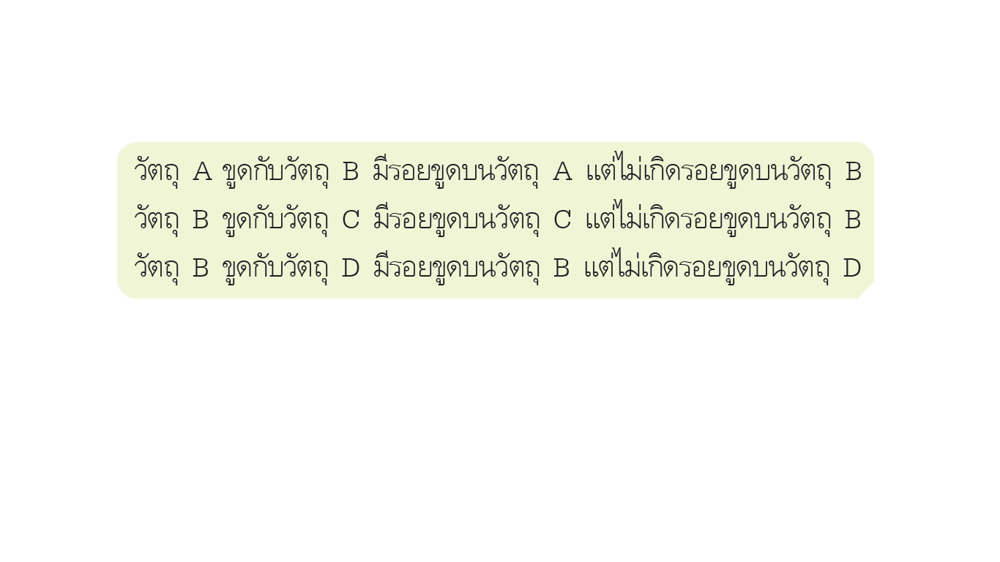 วัตถุ A ขูดกับวัตถุ B มีรอยขูดบนวัตถุ A แต่ไม่เกิดรอยขูดบนวัตถุ B
วัตถุ B ขูดกับวัตถุ C มีรอยขูดบนวัตถุ C แต่ไม่เกิดรอยขูดบนวัตถุ B
วัตถุ B ขูดกับวัตถุ D มีรอยขูดบนวัตถุ B แต่ไม่เกิดรอยขูดบนวัตถุ D